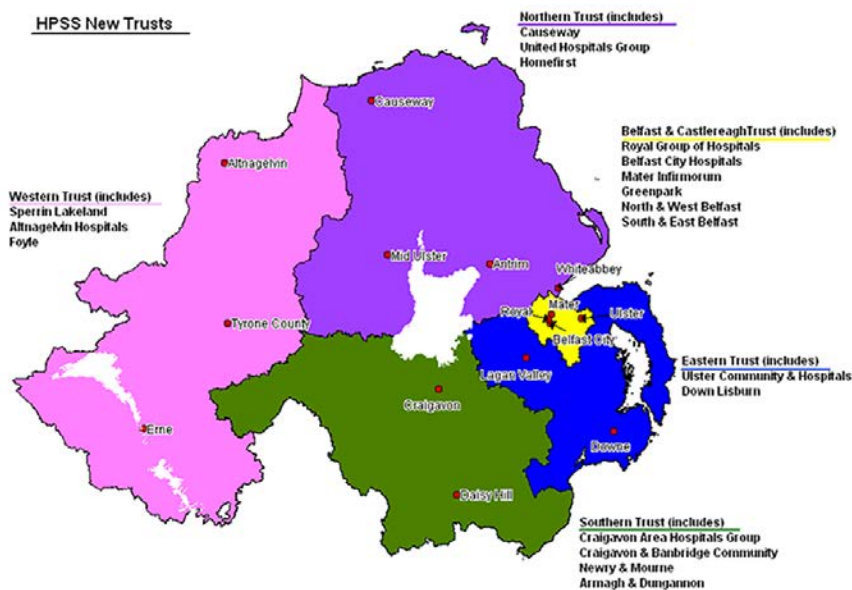 HPSS New Trusts
Northern Trust (includes)
Causeway
United Hospitals Group
Homefirst
Belfast & CastlereaghTrust (includes)
Royal Group of Hospitals
Belfast City Hospitals
Mater Infirmorum
Greenpark
North & West Belfast
South & East Belfast
Western Trust (includes)
Sperrin Lakeland
Altnagelvin Hospitals
Foyle
Causeway
Altnagelvin
Mid Ulster
Antrim
Whiteabbey
Mater
Royal
Ulster
Belfast City
Tyrone County
Lagan Valley
Craigavon
Erne
Downe
Daisy Hill
Eastern Trust (includes)
Ulster Community & Hospitals
Down Lisburn
Southern Trust (includes)
Craigavon Area Hospitals Group
Craigavon & Banbridge Community
Newry & Mourne
Armagh & Dungannon